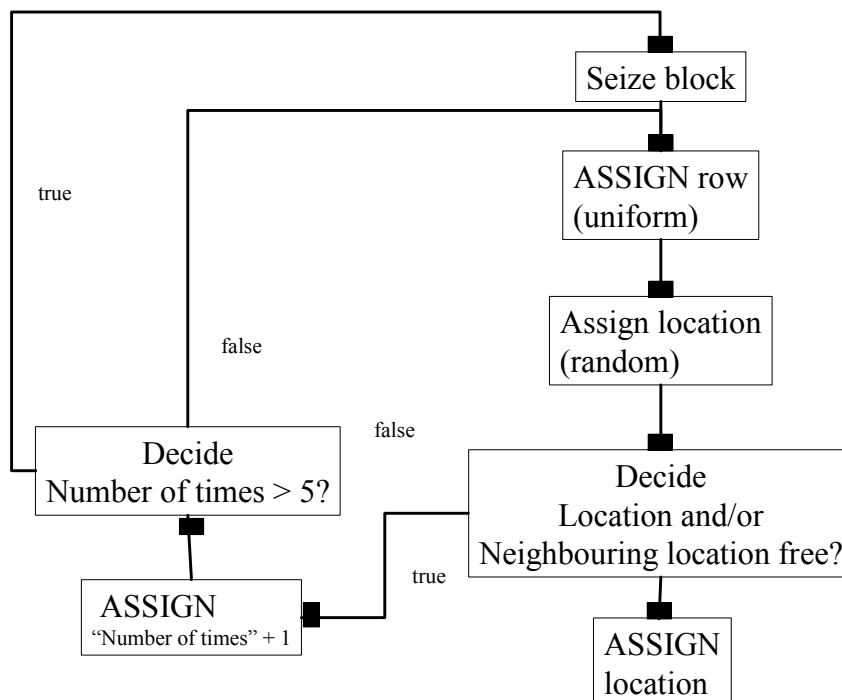 Seize block
true
ASSIGN row
(uniform)
Assign location
(random)
false
false
Decide
Number of times > 5?
Decide
Location and/or
Neighbouring location free?
true
ASSIGN
“Number of times” + 1
ASSIGN
location